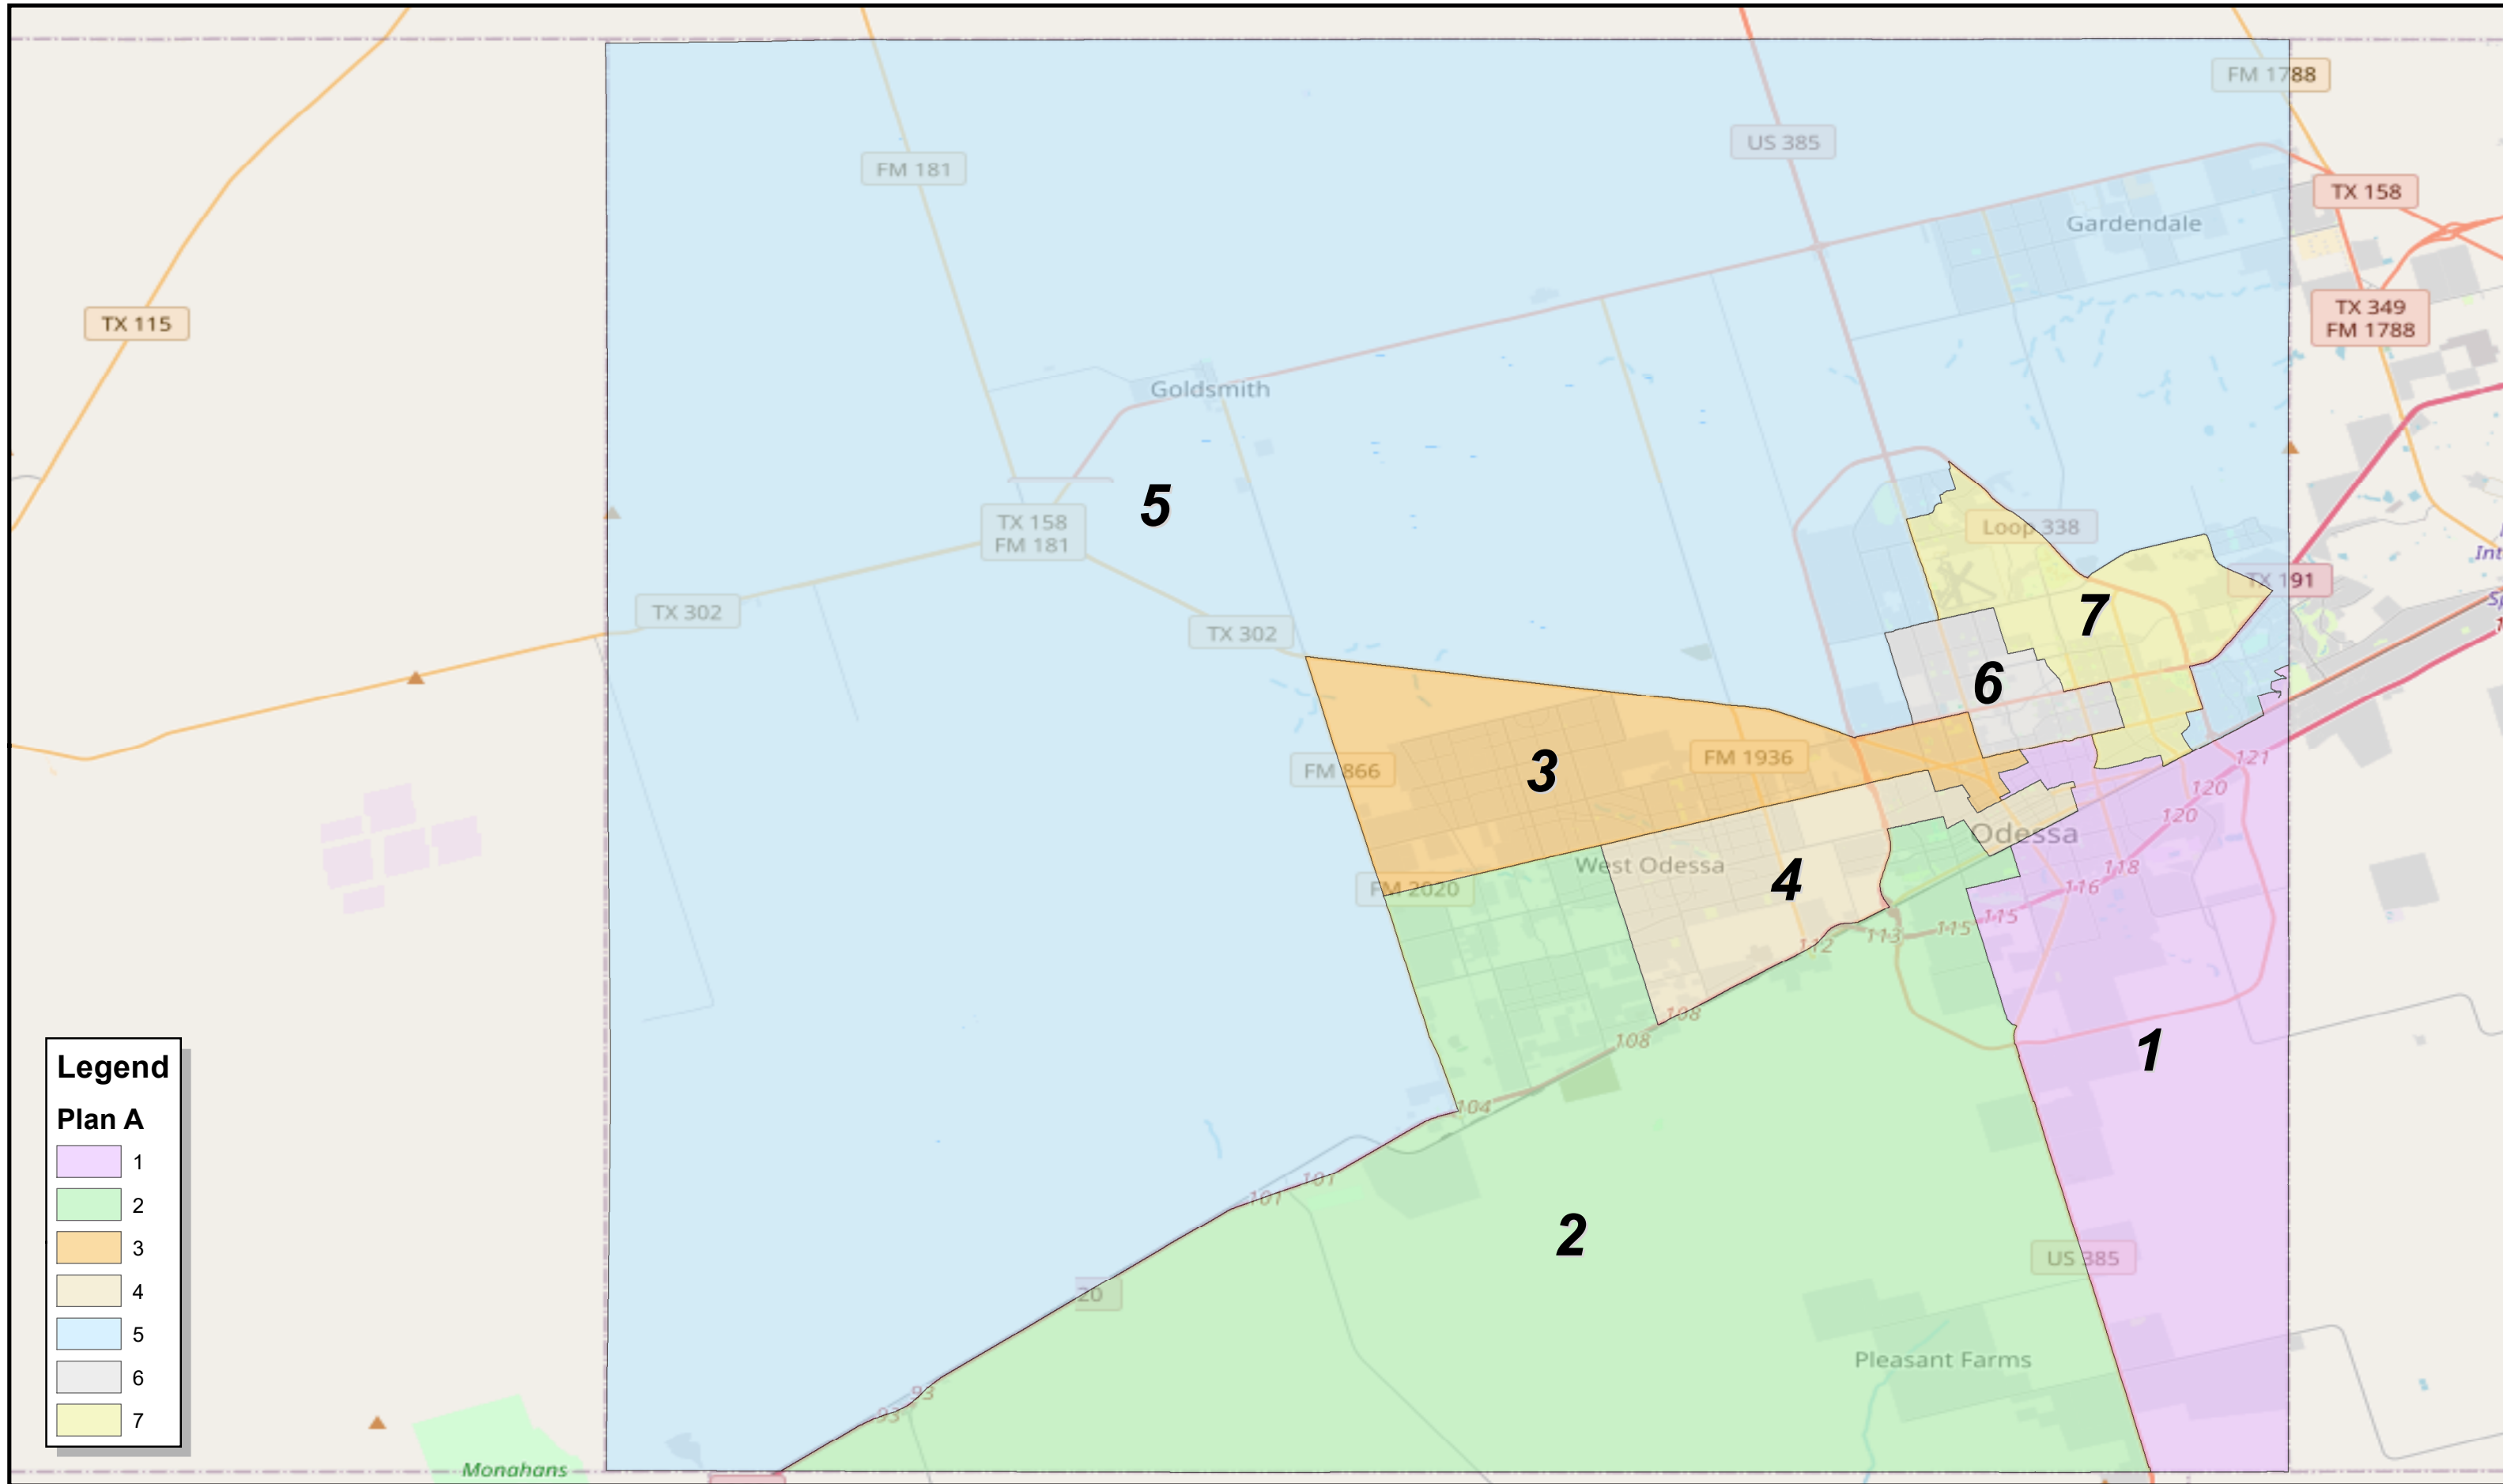 FM 1788
US 385
FM 181
TX 158
Gardendale
TX 115
TX 349
FM 1788
Goldsmith
5
TX 158
FM 181
Loop 338
Int
TX 191
TX 302
7
TX 302
6
3
FM 1936
121
FM 866
120
120
Odessa
West Odessa
4
118
FM 2020
116
115
115
113
112
108
108
1
104
101
101
2
US 385
20
Pleasant Farms
93
93
Monahans
Legend
Plan A
1
2
3
4
5
6
7